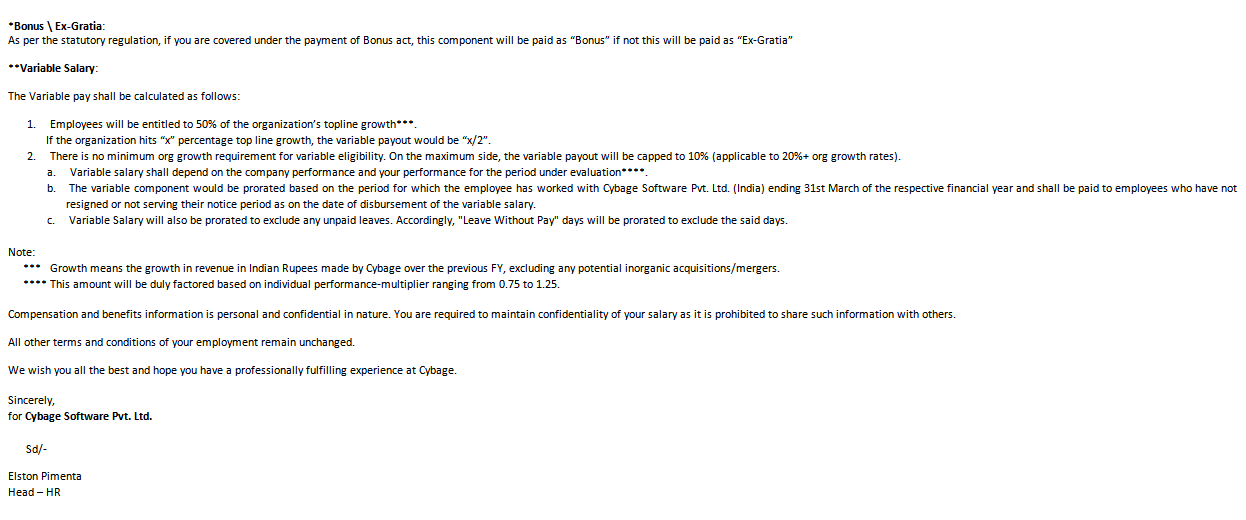 *Bonus \ Ex-Gratia:
As per the statutory regulation, if you are covered under the payment of Bonus act, this component will be paid as “Bonus” if not this will be paid as “Ex-Gratia”
**Variable Salary:
The Variable pay shall be calculated as follows:
1. Employees will be entitled to 50% of the organization’s topline growth***.
If the organization hits “x” percentage top line growth, the variable payout would be “x/2”.
2. There is no minimum org growth requirement for variable eligibility. On the maximum side, the variable payout will be capped to 10% (applicable to 20%+ org growth rates).
a. Variable salary shall depend on the company performance and your performance for the period under evaluation****.
b. The variable component would be prorated based on the period for which the employee has worked with Cybage Software Pvt. Ltd. (India) ending 31st March of the respective financial year and shall be paid to employees who have not
resigned or not serving their notice period as on the date of disbursement of the variable salary.
c. Variable Salary will also be prorated to exclude any unpaid leaves. Accordingly, "Leave Without Pay" days will be prorated to exclude the said days.
Note:
*** Growth means the growth in revenue in Indian Rupees made by Cybage over the previous FY, excluding any potential inorganic acquisitions/mergers.
**** This amount will be duly factored based on individual performance-multiplier ranging from 0.75 to 1.25.
Compensation and benefits information is personal and confidential in nature. You are required to maintain confidentiality of your salary as it is prohibited to share such information with others.
All other terms and conditions of your employment remain unchanged.
We wish you all the best and hope you have a professionally fulfilling experience at Cybage.
Sincerely,
for Cybage Software Pvt. Ltd.
Sd/-
Elston Pimenta
Head – HR